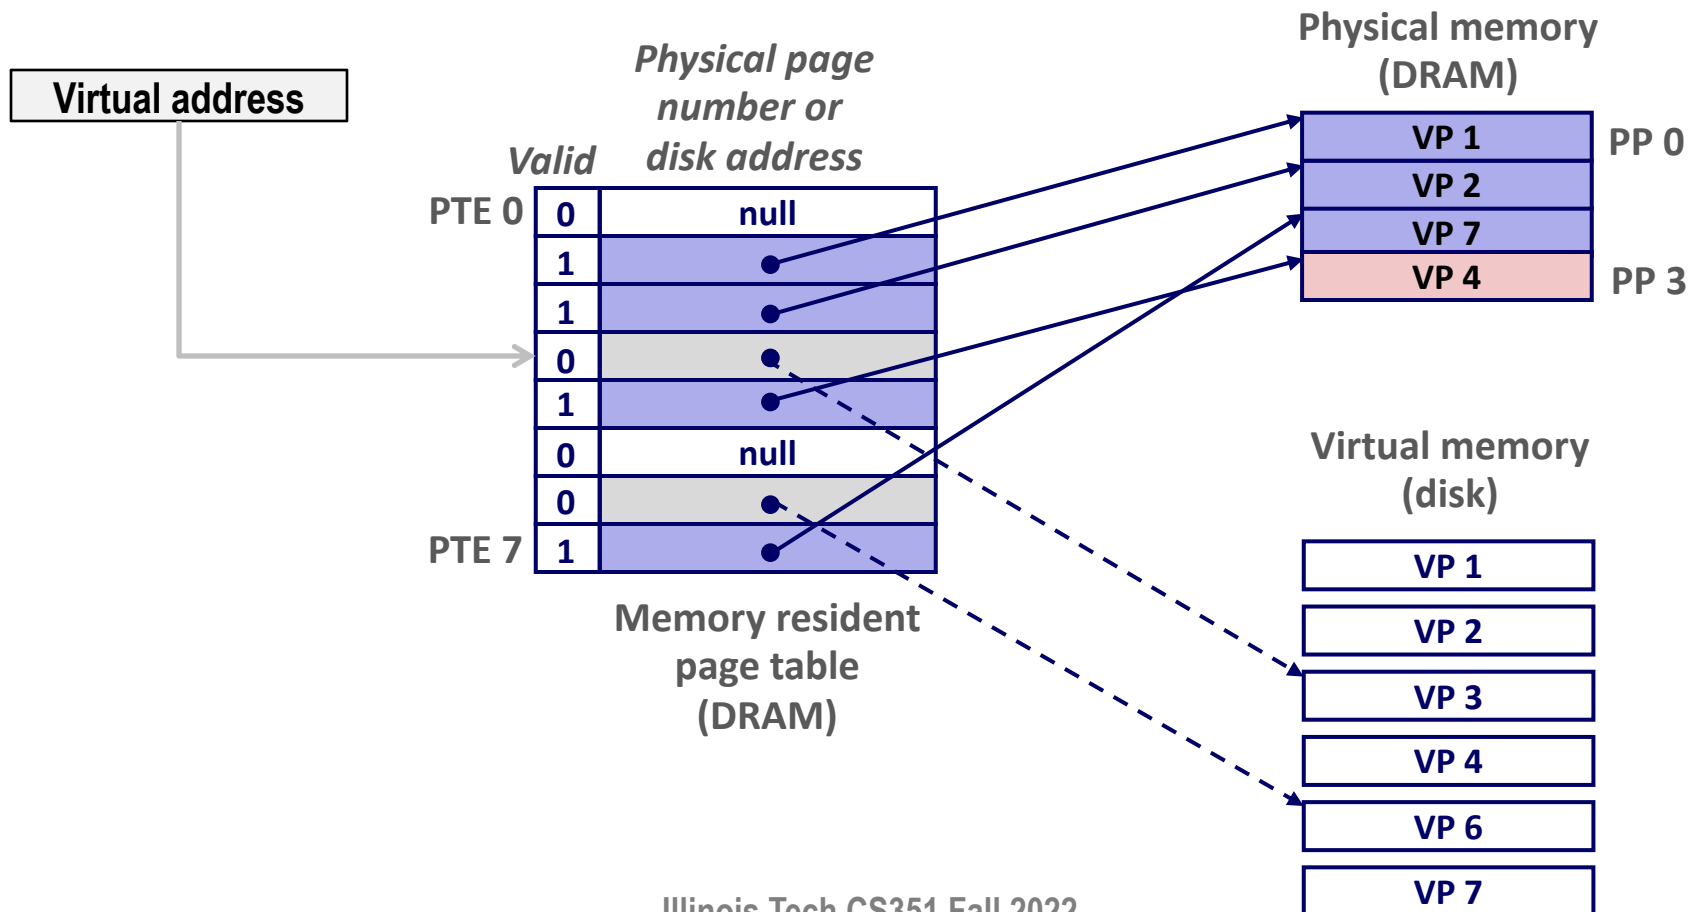 Virtual address
Physical page
number or
disk address
Valid
PTE 0
0
null
1
1
0
1
0
null
0
PTE 7
1
Memory resident
page table
(DRAM)
Physical memory
(DRAM)
VP 1
PP 0
VP 2
VP 7
VP 4
PP 3
Virtual memory
(disk)
VP 1
VP 2
VP 3
VP 4
VP 6
VP 7
Illinois Tech CS351 Fall 2022